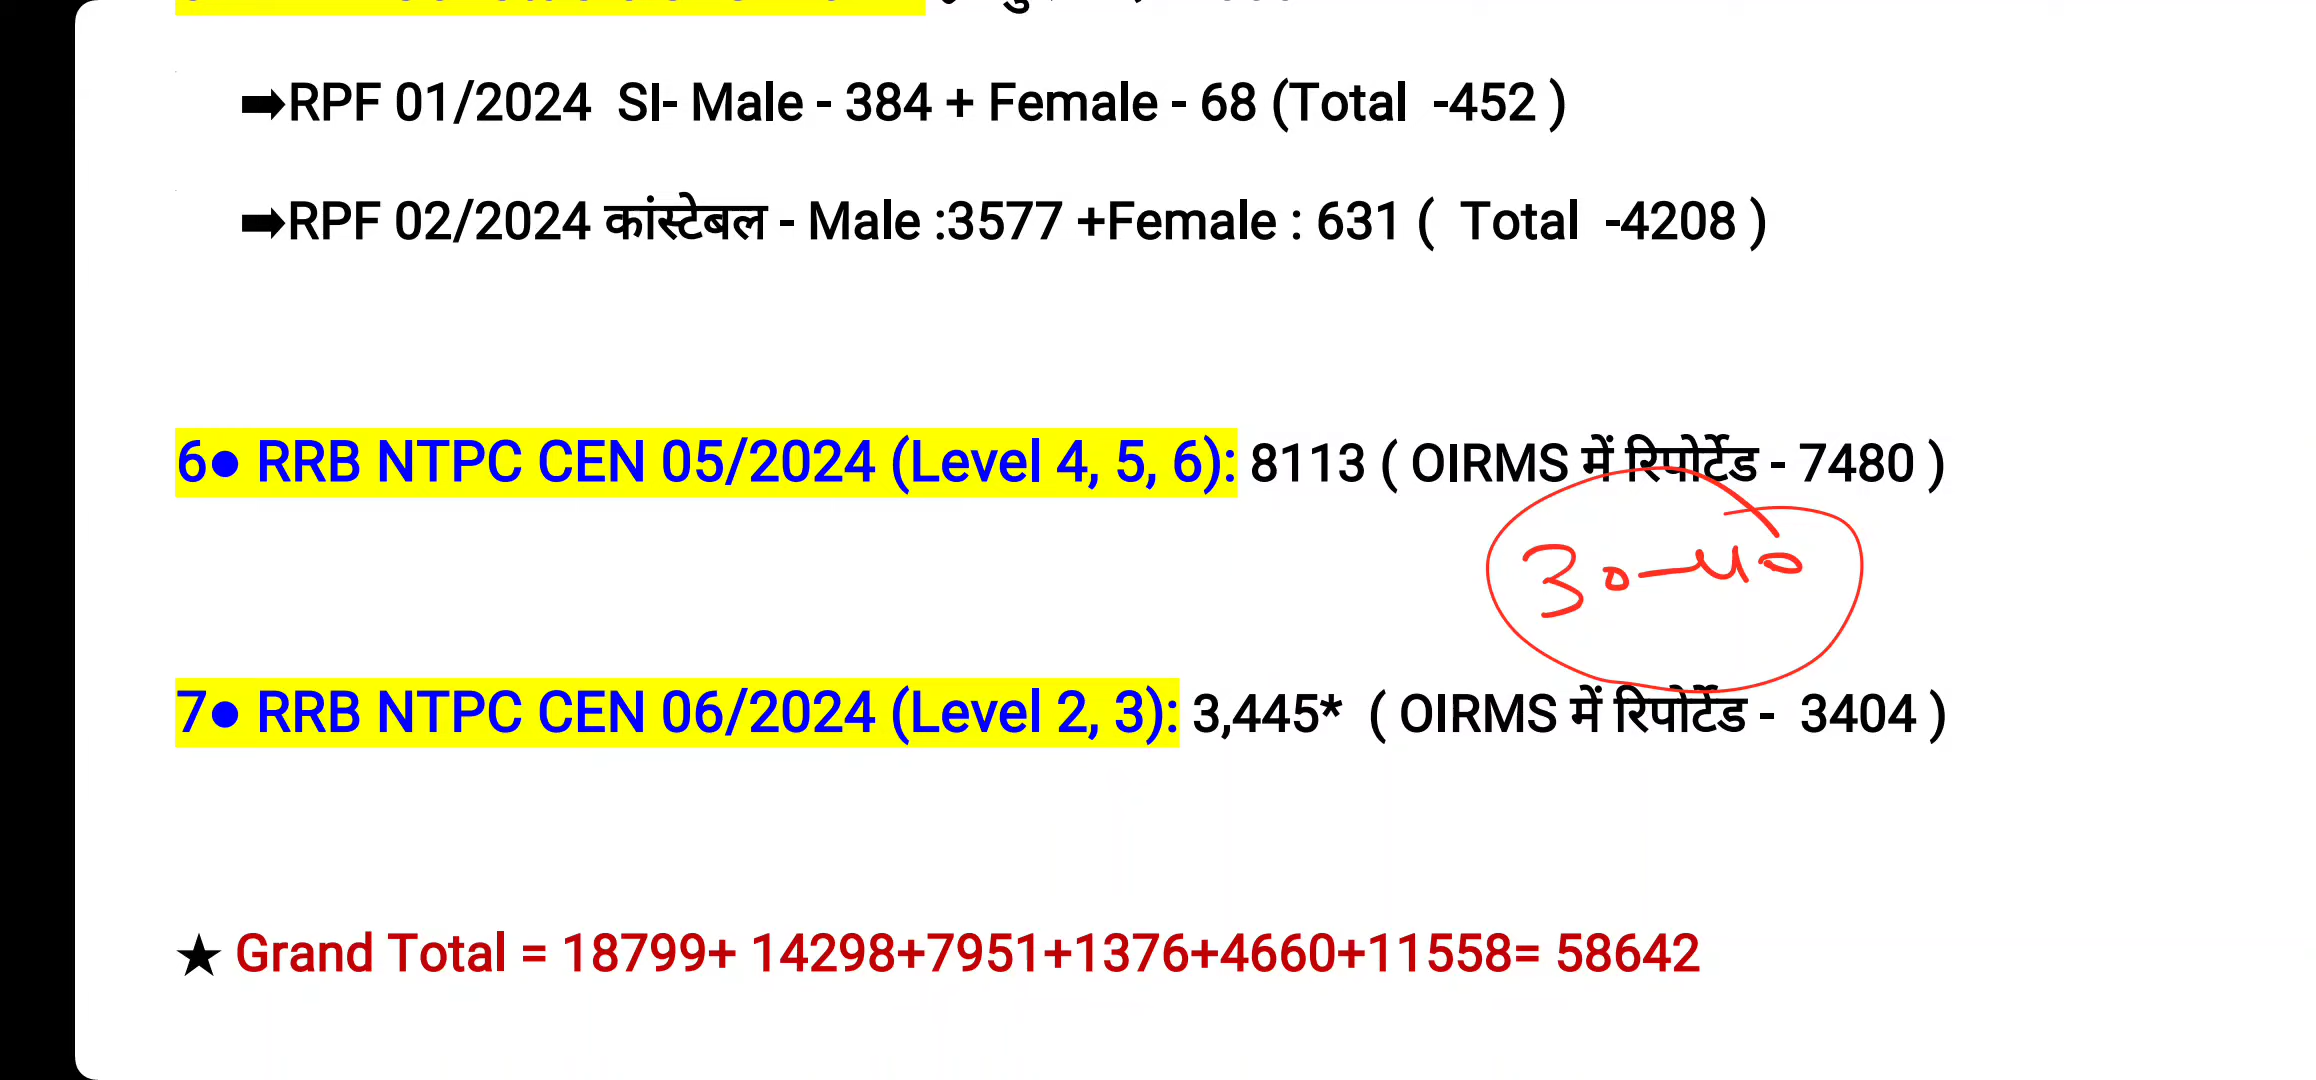 ➡RPF 01/2024 SI- Male - 384 + Female - 68 (Total -452 )
➡RPF 02/2024 कांस्टेबल - Male :3577 +Female : 631 ( Total -4208 )
6● RRB NTPC CEN 05/2024 (Level 4, 5, 6): 8113 ( OIRMS में रिपोर्टेड - 7480 )
30-40
7● RRB NTPC CEN 06/2024 (Level 2, 3): 3,445* ( OIRMS में रिपोर्टेड - 3404 )
★ Grand Total = 18799+ 14298+7951+1376+4660+11558= 58642